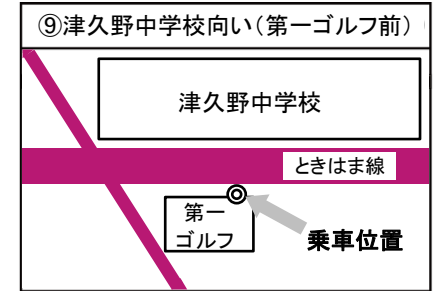 ⑨津久野中学校向い(第一ゴルフ前)
津久野中学校
ときはま線
第一
ゴルフ
乗車位置